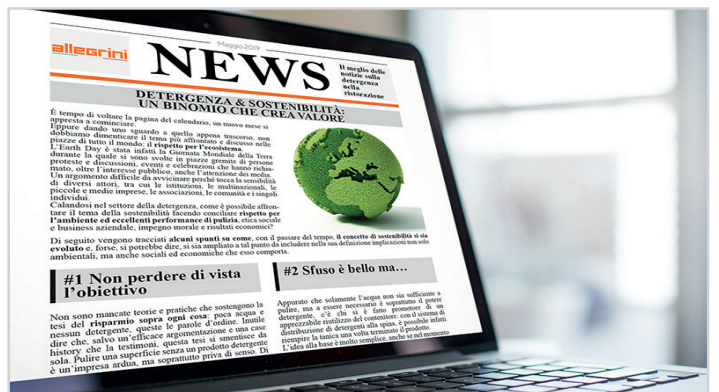 allegrini
Maggio 2019
NEWS
Il meglio delle
notizie sulla
detergenza
nella
ristorazione
DETERGENZA & SOSTENIBILITÀ:
UN BINOMIO CHE CREA VALORE
È tempo di voltare la pagina del calendario, un nuovo mese si
appresta a cominciare.
Eppure dando uno sguardo a quello appena trascorso, non
dobbiamo dimenticare il tema più affrontato e discusso nelle
piazze di tutto il mondo: il rispetto per l'ecosistema.
L'Earth Day è stata infatti la Giornata Mondiale della Terra
durante la quale si sono svolte in piazze gremite di persone
proteste e discussioni, eventi e celebrazioni che hanno richia-
mato, oltre l'interesse pubblico, anche l'attenzione dei media.
Un argomento difficile da avvicinare perché tocca la sensibilità
di diversi attori, tra cui le istituzioni, le multinazionali, le
piccole e medie imprese, le associazioni, le comunità e i singoli
individui.
Calandosi nel settore della detergenza, come è possibile affron-
tare il tema della sostenibilità facendo conciliare rispetto per
l'ambiente ed eccellenti performance di pulizia, etica sociale
e business aziendale, impegno morale e risultati economici?
Di seguito vengono tracciati alcuni spunti su come, con il passare del tempo, il concetto di sostenibilità si sia
evoluto e, forse, si potrebbe dire, si sia ampliato a tal punto da includere nella sua definizione implicazioni non solo
ambientali, ma anche sociali ed economiche che esso comporta.
#1 Non perdere di vista
l'obiettivo
Non sono mancate teorie e pratiche che sostengono la
tesi del risparmio sopra ogni cosa: poca acqua e
nessun detergente, queste le parole d'ordine. Inutile
dire che, salvo un'efficace argomentazione e una case
history che la testimoni, questa tesi si smentisce da
sola. Pulire una superficie senza un prodotto detergente
è un'impresa ardua, ma soprattutto priva di senso. Di
#2 Sfuso è bello ma...
Appurato che solamente l'acqua non sia sufficiente a
pulire, ma a essere necessario è soprattutto il potere
detergente, c'è chi si è fatto promotore di un
apprezzabile riutilizzo del contenitore: con il sistema di
distribuzione di detergenti alla spina, è possibile infatti
riempire la tanica una volta terminato il prodotto.
L'idea alla base è molto semplice, anche se nel momento